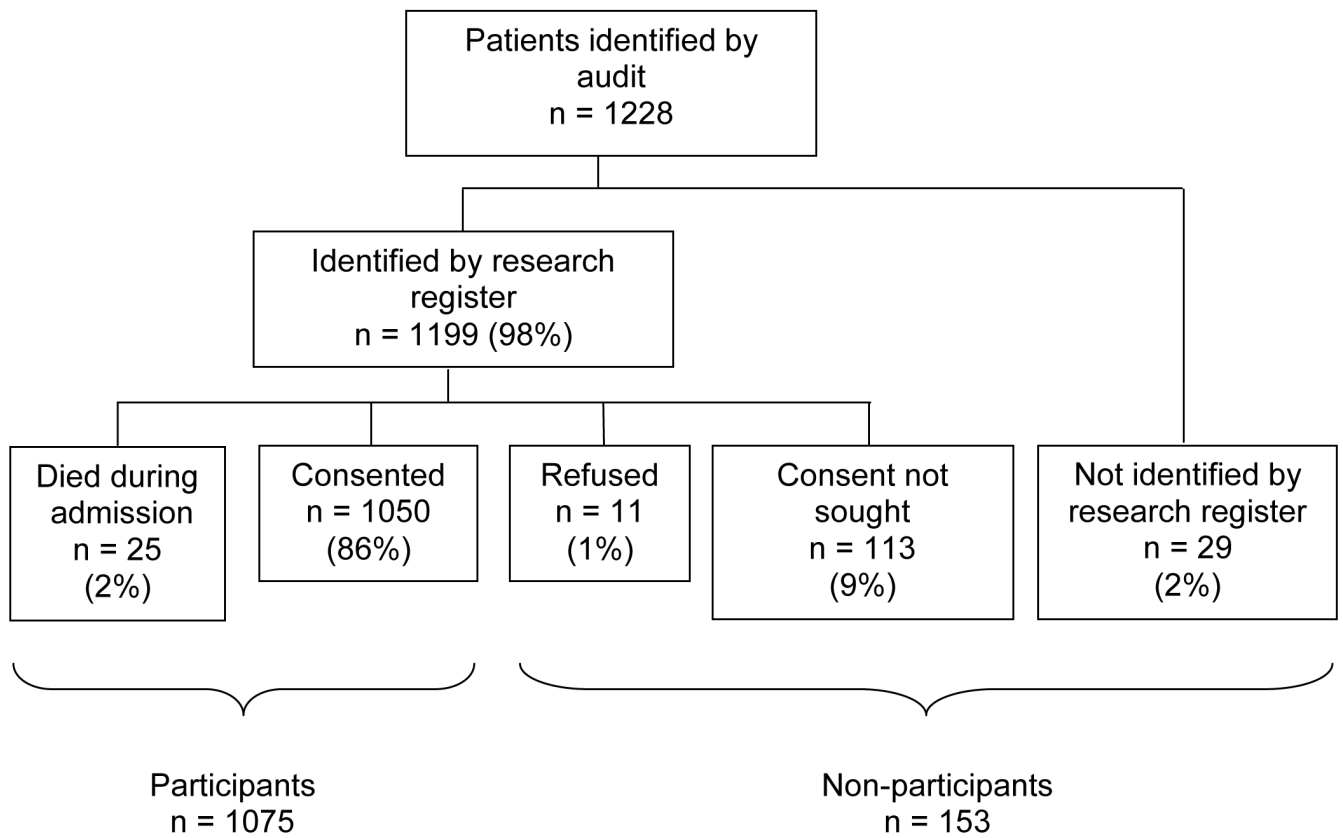 Patients identified by
audit
n = 1228
Identified by research
register
n = 1199 (98%)
Died during
admission
n = 25
(2%)
Consented
n = 1050
(86%)
Refused
n = 11
(1%)
Consent not
sought
n = 113
(9%)
Not identified by
research register
n = 29
(2%)
Participants
n = 1075
Non-participants
n = 153